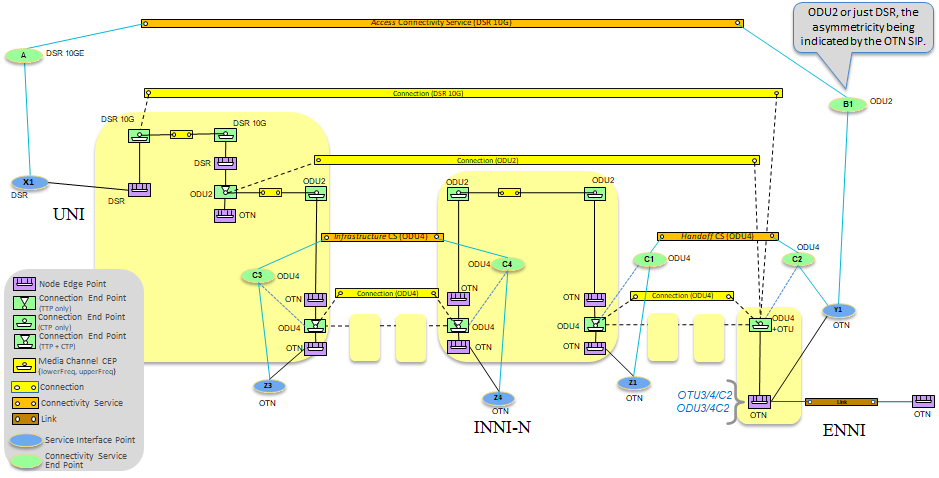 Access Connectivity Service (DSR 10G)
ODU2 or just DSR, the
asymmetricity being
indicated by the OTN SIP.
A
DSR 10GE
Connection (DSR 10G)
B1
ODU2
DSR 10G
DSR 10G
DSR
Connection (ODU2)
X1
DSR
DSR
ODU2
ODU2
ODU2
ODU2
UNI
OTN
Infrastructure CS (ODU4)
Handoff CS (ODU4)
ODU4
C3
ODU4
C4
ODU4
C1
ODU4
C2
Node Edge Point
Connection End Point
(TTP only)
Connection End Point
(CTP only)
Connection End Point
(TTP + CTP)
Media Channel CEP
(lowerFreq, upperFreq)
Connection
Connectivity Service
Link
Service Interface Point
Connectivity Service
End Point
OTN
Connection (ODU4)
OTN
OTN
Connection (ODU4)
Y1
OTN
ODU4
ODU4
ODU4
ODU4
+OTU
OTN
OTN
OTN
Z3
OTN
Z4
OTN
Z1
OTN
OTU3/4/C2
ODU3/4C2
OTN
Link
OTN
INNI-N
ENNI